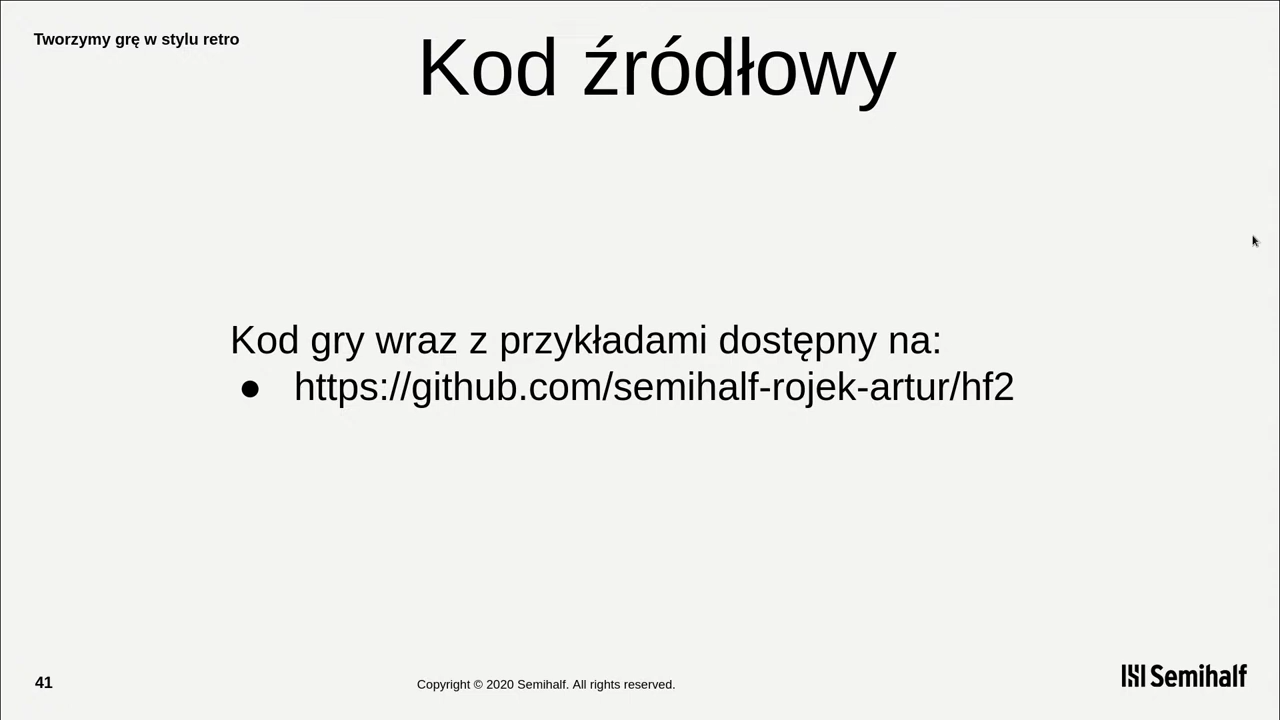 Tworzymy grę w stylu retro
Kod źródłowy
Kod gry wraz z przykładami dostępny na:
● https://github.com/semihalf-rojek-artur/hf2
41
Copyright © 2020 Semihalf. All rights reserved.
Semihalf